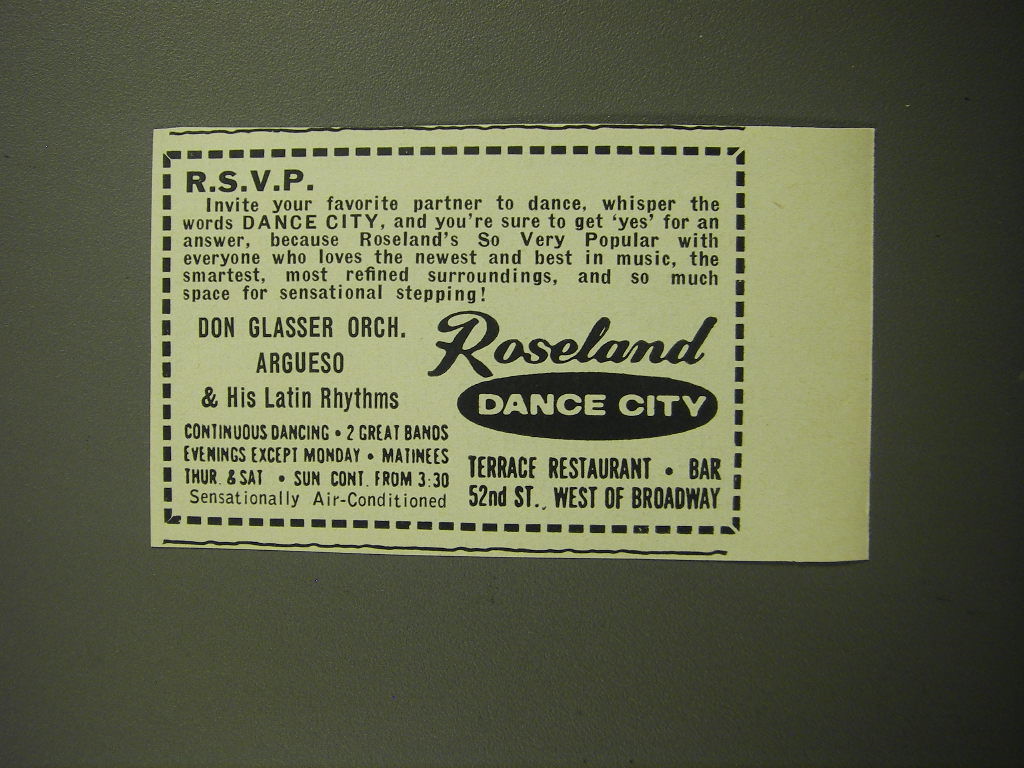 R.S.V.P.
Invite your favorite partner to dance, whisper the
words DANCE CITY, and you're sure to get 'yes' for an
answer, because Roseland's So Very Popular with
everyone who loves the newest and best in music, the
smartest, most refined surroundings, and so much
space for sensational stepping!
DON GLASSER ORCH.
ARGUESO
& His Latin Rhythms
CONTINUOUS DANCING • 2 GREAT BANDS
EVENINGS EXCEPT MONDAY • MATINEES
THUR. & SAT • SUN CONT. FROM 3:30
Sensationally Air-Conditioned
Roseland
DANCE CITY
TERRACE RESTAURANT • BAR
52nd ST., WEST OF BROADWAY